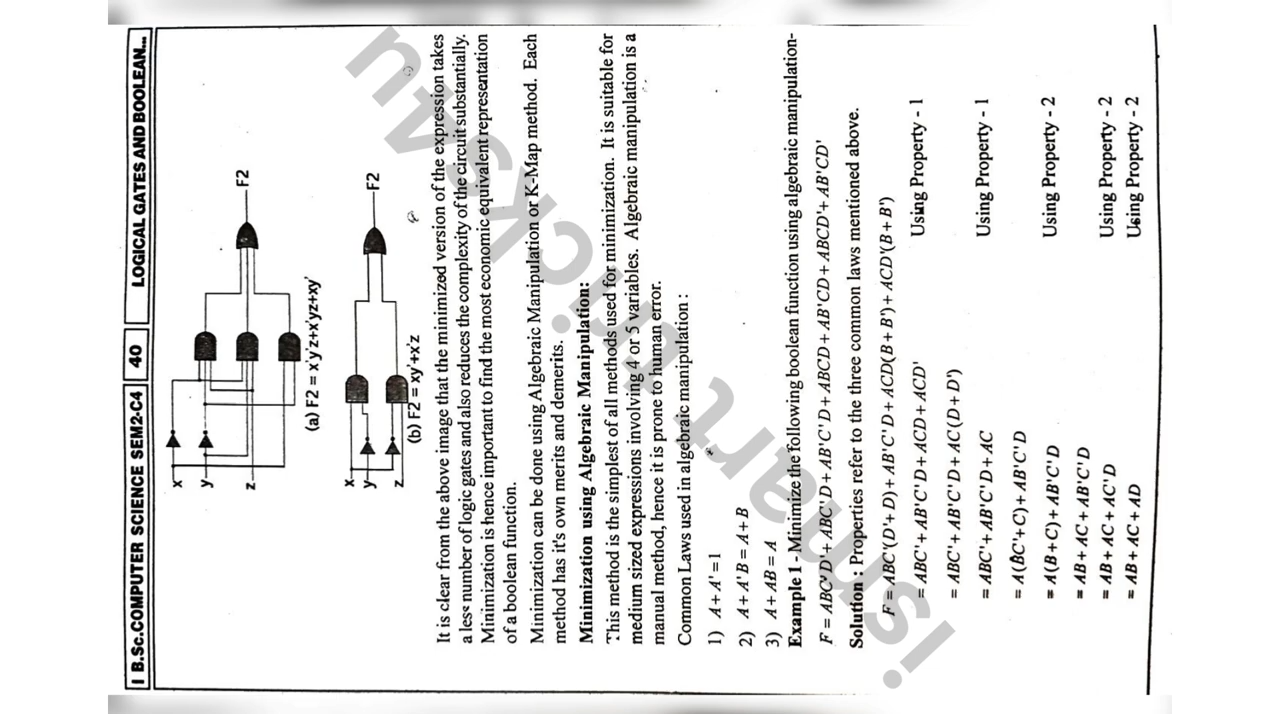 I B.Sc.COMPUTER SCIENCE SEM2-C4 40 LOGICAL GATES AND BOOLEAN...
x
y
z
F2
(a) F2 = x'y'z+x'yz+xy'
x
y
z
F2
(b) F2 = xy'+x'z
It is clear from the above image that the minimized version of the expression takes
a less number of logic gates and also reduces the complexity of the circuit substantially.
Minimization is hence important to find the most economic equivalent representation
of a boolean function.
Minimization can be done using Algebraic Manipulation or K-Map method. Each
method has it's own merits and demerits.
Minimization using Algebraic Manipulation:
This method is the simplest of all methods used for minimization. It is suitable for
medium sized expressions involving 4 or 5 variables. Algebraic manipulation is a
manual method, hence it is prone to human error.
Common Laws used in algebraic manipulation :
1) A + A' = 1
2) A + A' B = A + B
3) A + AB = A
Example 1 - Minimize the following boolean function using algebraic manipulation-
F = ABC' D' + ABC' D + AB' C' D + ABCD + AB' CD + ABCD' + AB' CD'
Solution : Properties refer to the three common laws mentioned above.
F = ABC' (D' + D) + AB' C' D + ACD (B + B') + ACD' (B + B')
= ABC' + AB' C' D + ACD + ACD' Using Property - 1
= ABC' + AB' C' D + AC (D + D')
= ABC' + AB' C' D + AC Using Property - 1
= A (BC' + C) + AB' C' D
= A (B + C) + AB' C' D Using Property - 2
= AB + AC + AB' C' D
= AB + AC + AC' D Using Property - 2
= AB + AC + AD Using Property - 2
ismart tricks4u